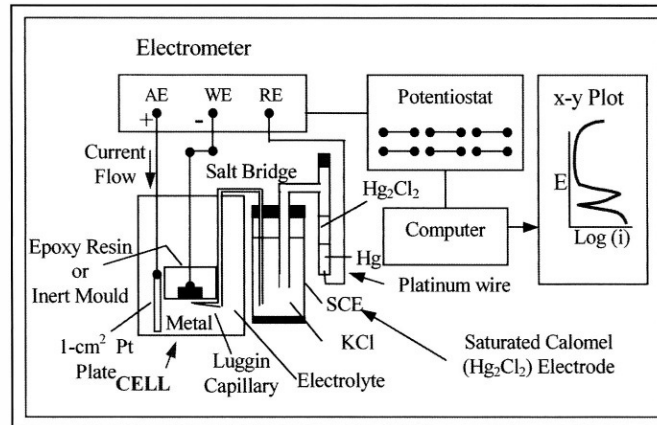 Electrometer
AE WE RE
+ -
Potentiostat
x-y Plot
E
Log (i)
Current
Flow
Salt Bridge
Hg₂Cl₂
Computer
Epoxy Resin
or
Inert Mould
Hg
Platinum wire
Metal
SCE
KCl
1-cm² Pt
Plate
CELL
Luggin
Capillary
Electrolyte
Saturated Calomel
(Hg₂Cl₂) Electrode